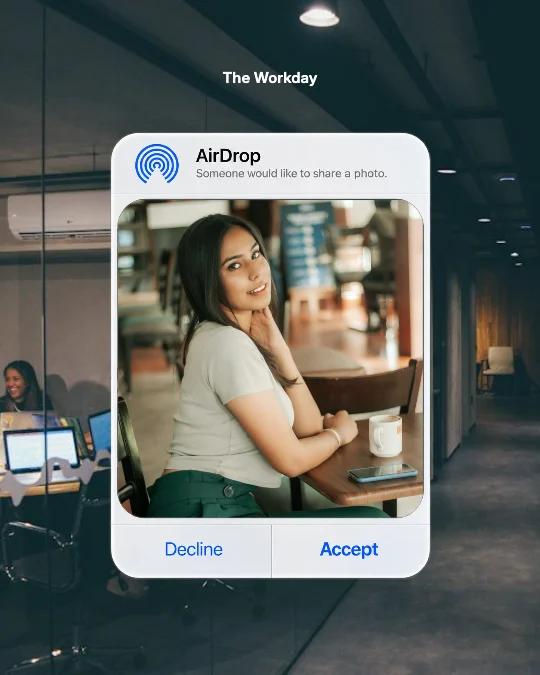 The Workday
AirDrop
Someone would like to share a photo.
Decline
Accept